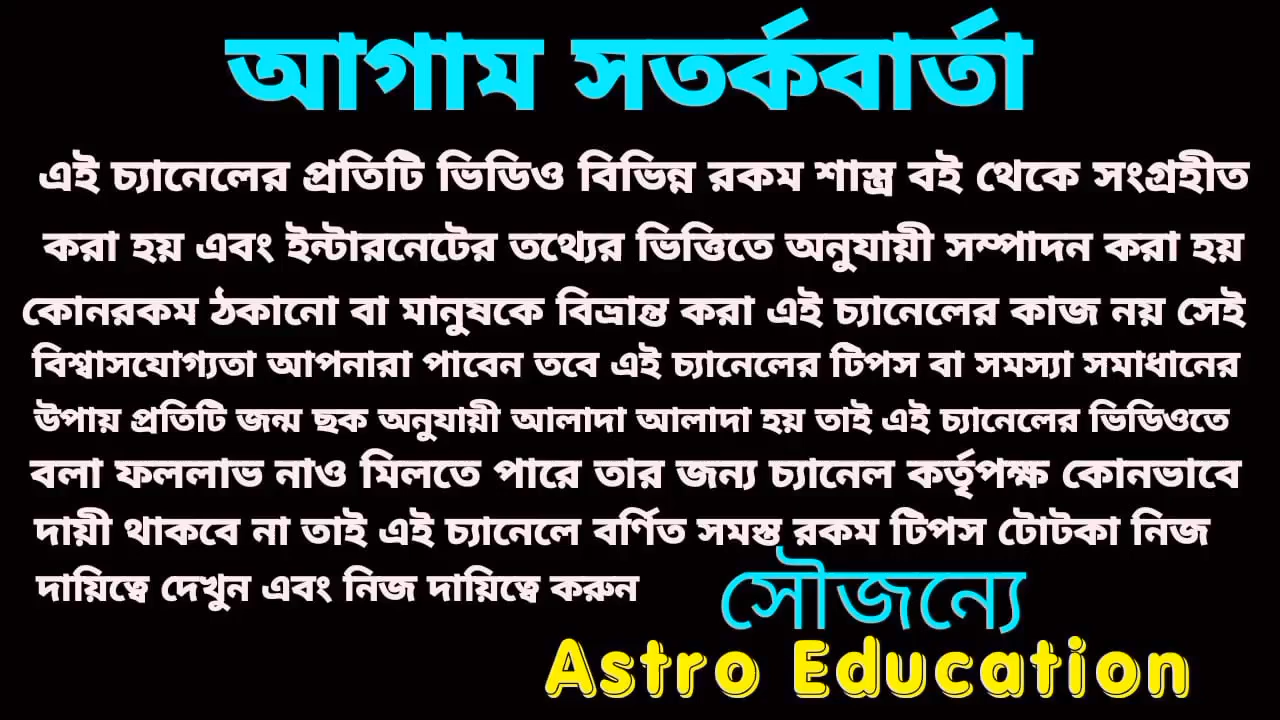 আগাম সতর্কবার্তা
এই চ্যানেলের প্রতিটি ভিডিও বিভিন্ন রকম শাস্ত্র বই থেকে সংগ্রহীত
করা হয় এবং ইন্টারনেটের তথ্যের ভিত্তিতে অনুযায়ী সম্পাদন করা হয়
কোনরকম ঠকানো বা মানুষকে বিভ্রান্ত করা এই চ্যানেলের কাজ নয় সেই
বিশ্বাসযোগ্যতা আপনারা পাবেন তবে এই চ্যানেলের টিপস বা সমস্যা সমাধানের
উপায় প্রতিটি জন্ম ছক অনুযায়ী আলাদা আলাদা হয় তাই এই চ্যানেলের ভিডিওতে
বলা ফললাভ নাও মিলতে পারে তার জন্য চ্যানেল কর্তৃপক্ষ কোনভাবে
দায়ী থাকবে না তাই এই চ্যানেলে বর্ণিত সমস্ত রকম টিপস টোটকা নিজ
দায়িত্বে দেখুন এবং নিজ দায়িত্বে করুন
সৌজন্যে
Astro Education